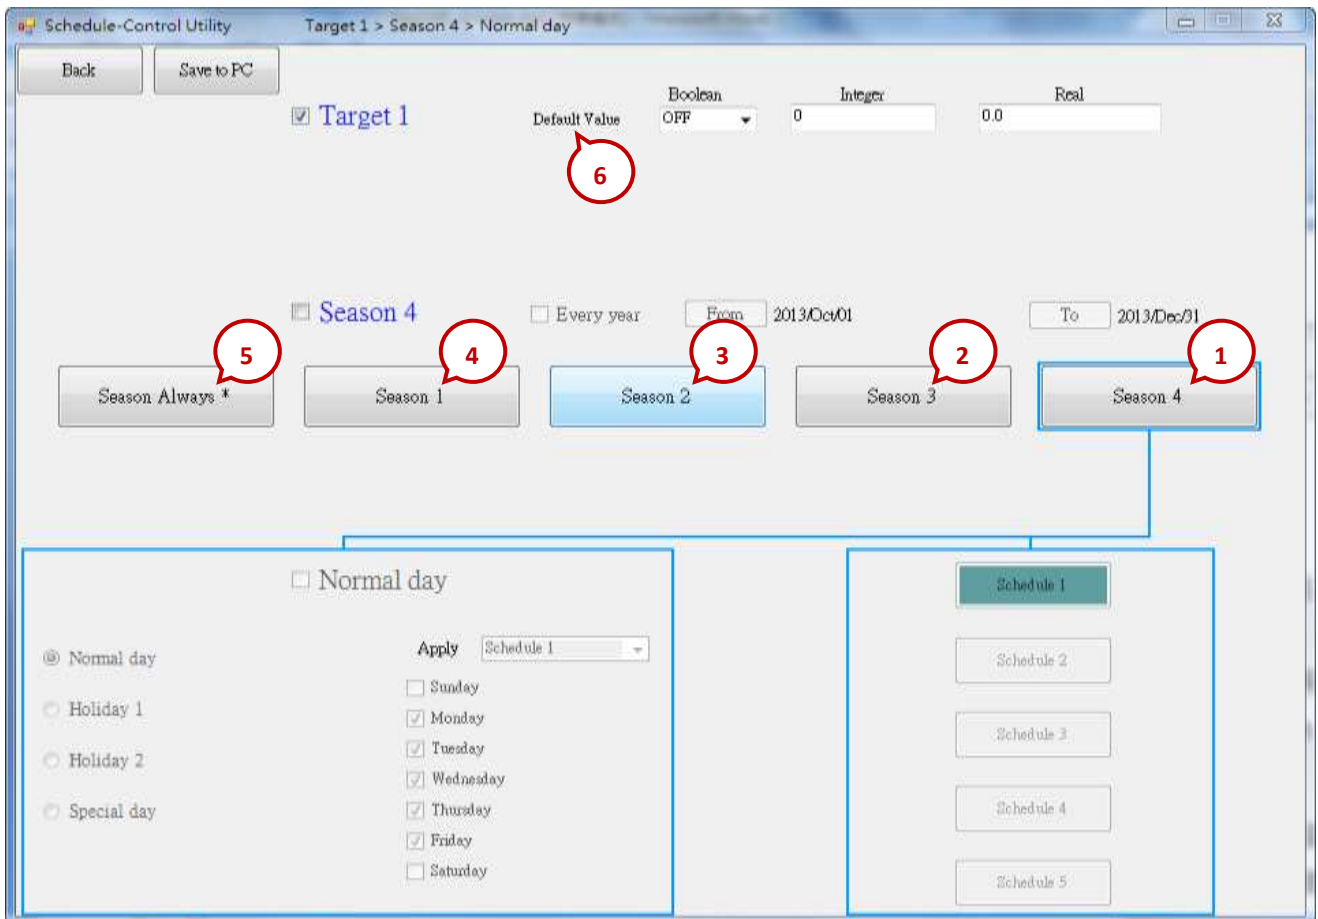 Schedule-Control Utility Target 1 > Season 4 > Normal day
Back Save to PC
Boolean Integer Real
Target 1 Default Value OFF 0 0.0
6
Season 4 Every year From 2013/Oct/01 To 2013/Dec/31
5 4 3 2 1
Season Always * Season 1 Season 2 Season 3 Season 4
Normal day
Schedule 1
Apply Schedule 1
Normal day
Schedule 2
Sunday
Holiday 1
Monday
Schedule 3
Tuesday
Holiday 2
Wednesday
Special day
Thursday
Schedule 4
Friday
Saturday
Schedule 5